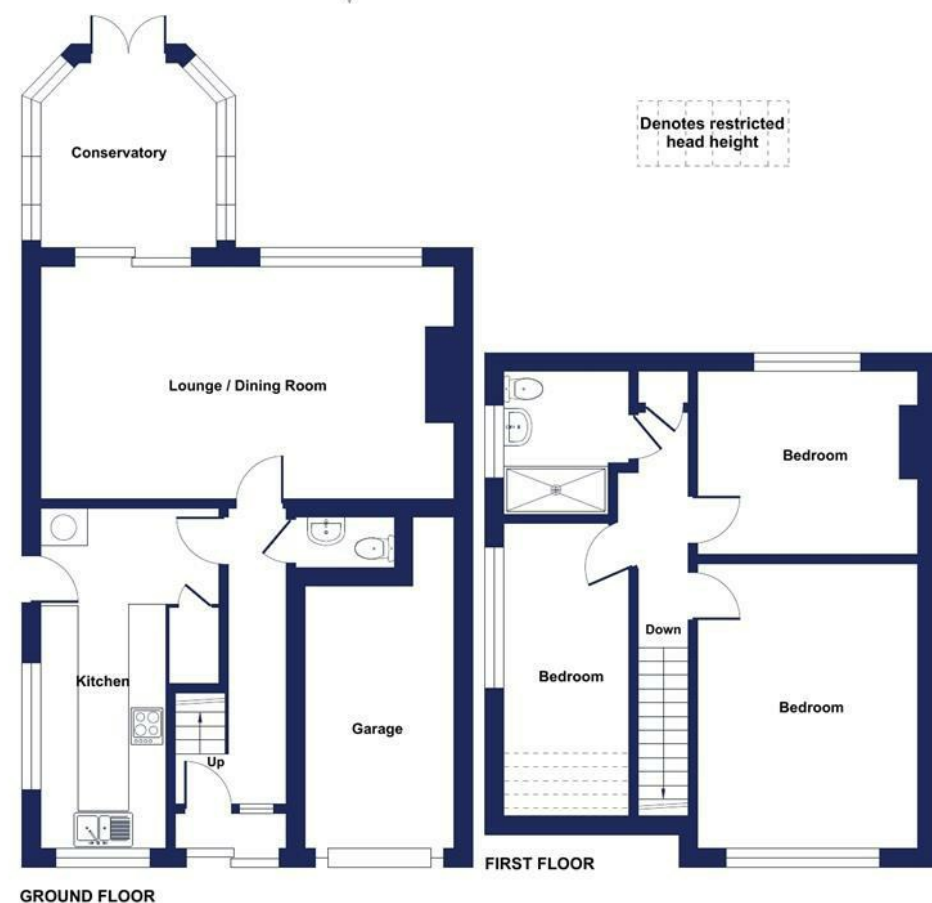 Conservatory
Denotes restricted
head height
Lounge / Dining Room
Bedroom
Kitchen
Up
Garage
Bedroom
Down
Bedroom
FIRST FLOOR
GROUND FLOOR